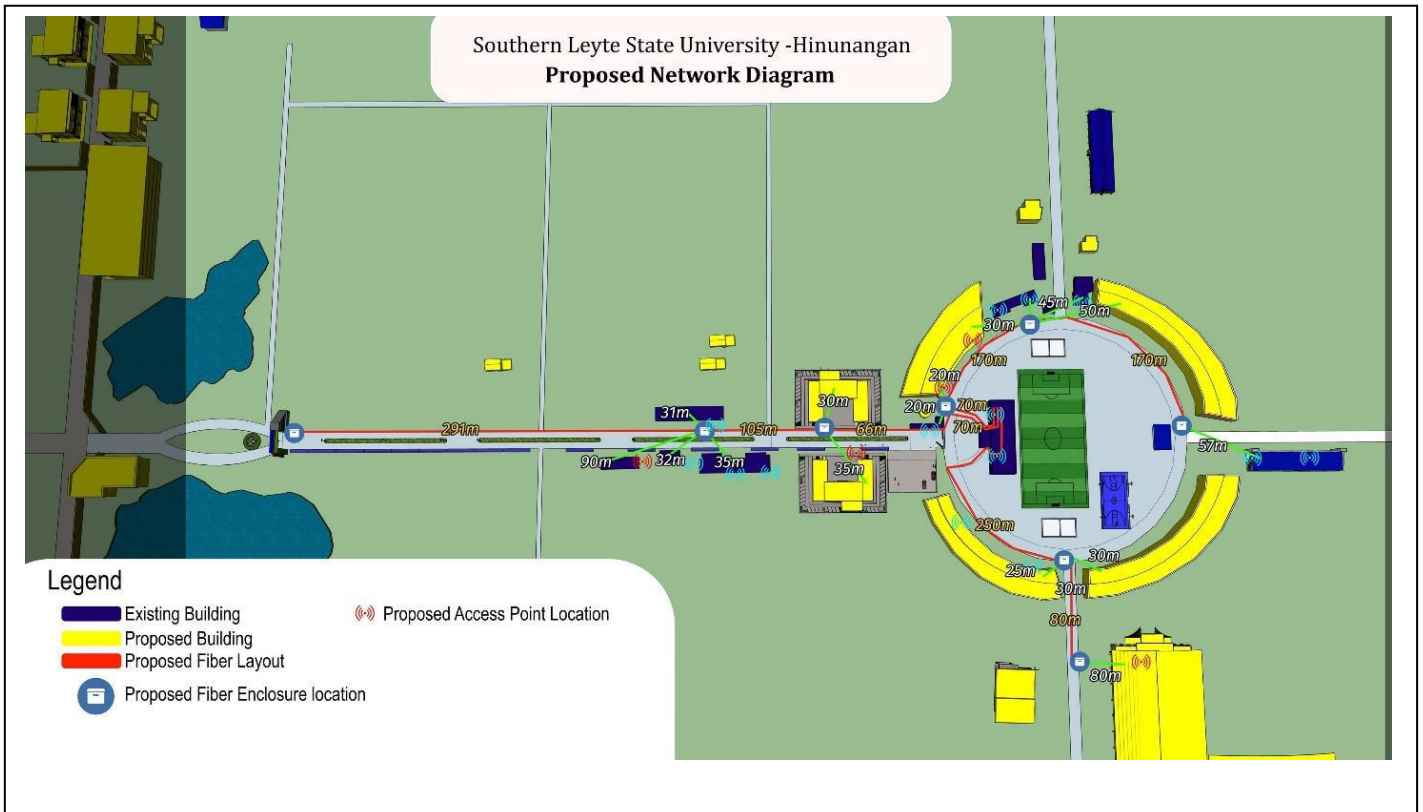 Southern Leyte State University -Hinunangan
Proposed Network Diagram
45m
50m
30m
170m
170m
20m
30m
20m
70m
31m
70m
291m
105m
66m
57m
90m
32m
35m
35m
250m
30m
25m
30m
80m
80m
Legend
Existing Building
Proposed Access Point Location
Proposed Building
Proposed Fiber Layout
Proposed Fiber Enclosure location